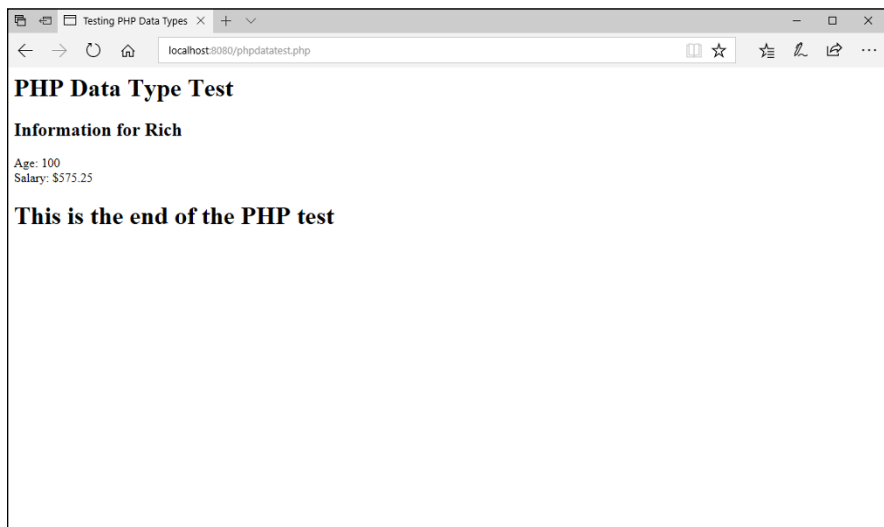 Testing PHP Data Types
localhost:8080/phpdatatest.php
PHP Data Type Test
Information for Rich
Age: 100
Salary: $575.25
This is the end of the PHP test